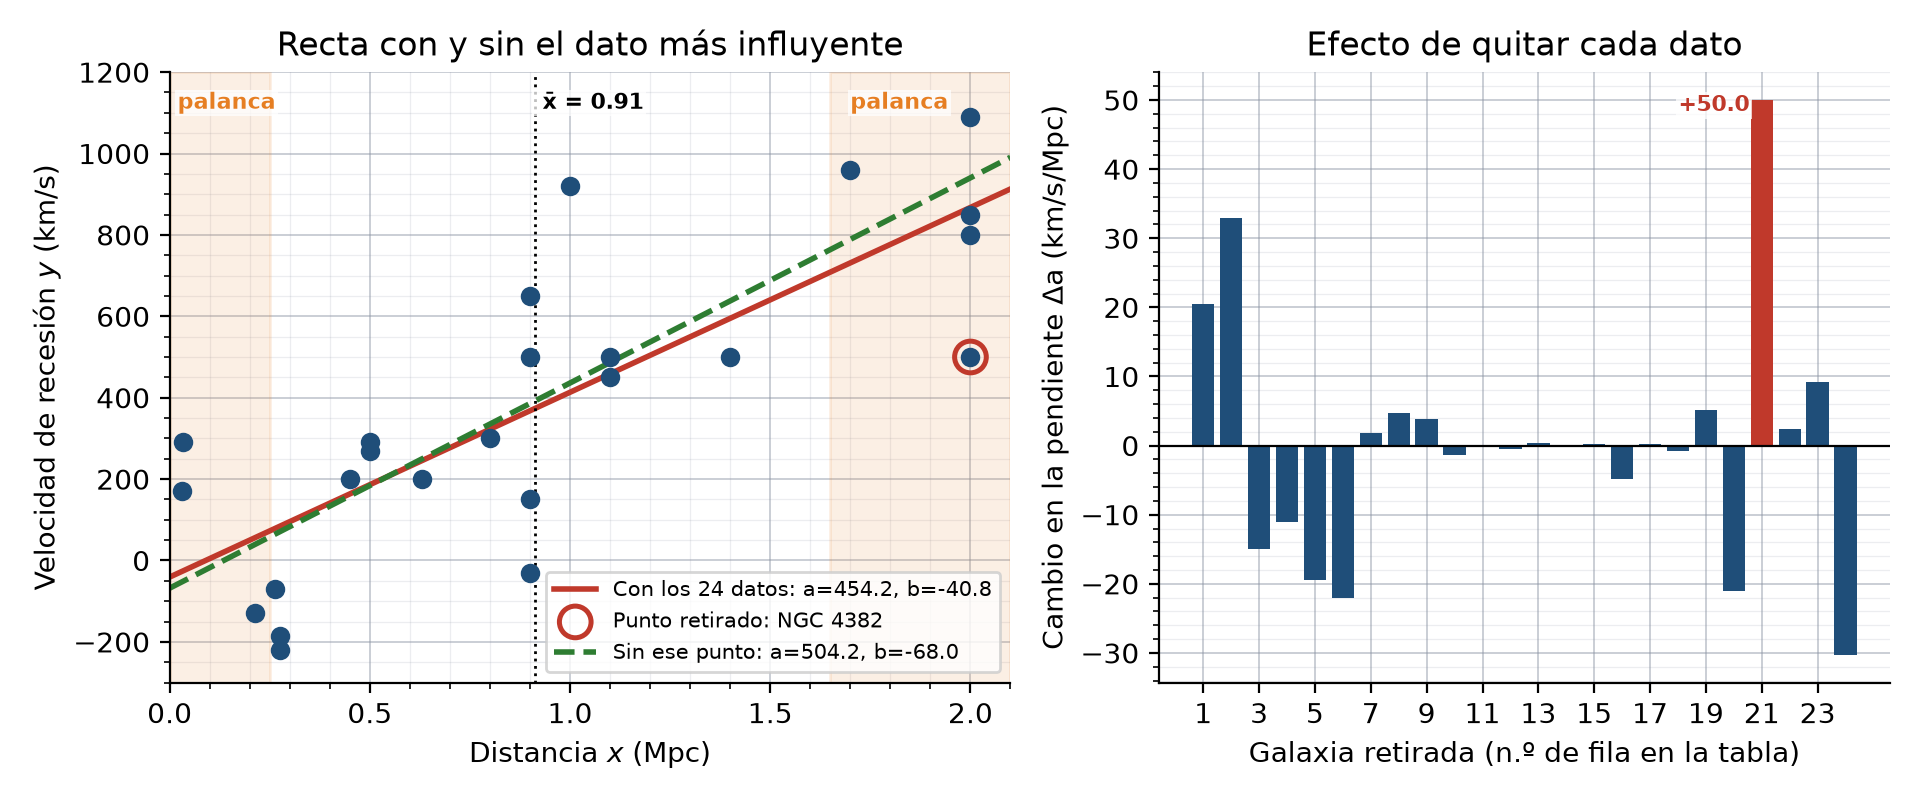 Recta con y sin el dato más influyente
Velocidad de recesión y (km/s)
1200
1000
800
600
400
200
0
−200
palanca
x̄ = 0.91
palanca
Con los 24 datos: a=454.2, b=-40.8
Punto retirado: NGC 4382
Sin ese punto: a=504.2, b=-68.0
0.0 0.5 1.0 1.5 2.0
Distancia x (Mpc)
Efecto de quitar cada dato
Cambio en la pendiente Δa (km/s/Mpc)
50
40
30
20
10
0
−10
−20
−30
+50.0
1 3 5 7 9 11 13 15 17 19 21 23
Galaxia retirada (n.º de fila en la tabla)